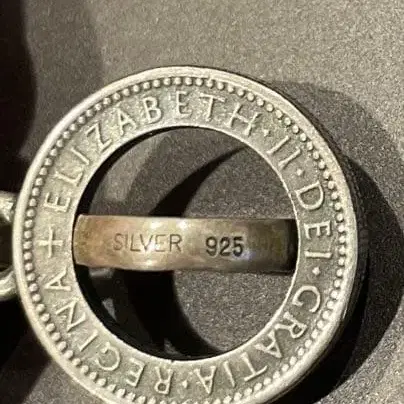 +ELIZABETH·II·DEI·GRATIA·REGINA
SILVER 925